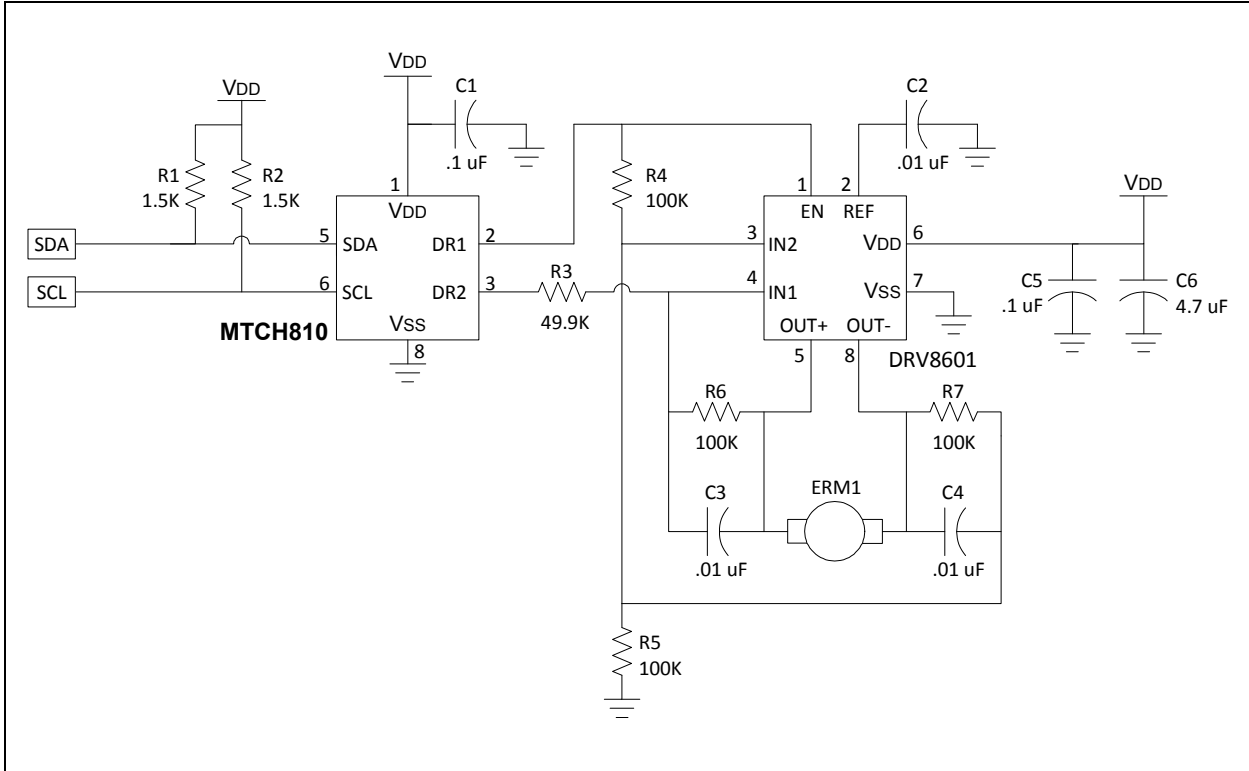 VDD
C1
.1 uF
C2
.01 uF
VDD
R1
1.5K
R2
1.5K
R4
100K
VDD
1
VDD
1
2
EN
REF
SDA
5
SDA
DR1
2
3
IN2
VDD
6
SCL
6
SCL
DR2
3
R3
49.9K
4
IN1
VSS
7
C5
.1 uF
C6
4.7 uF
MTCH810
VSS
8
OUT+
OUT-
5
8
DRV8601
R6
100K
R7
100K
C3
.01 uF
ERM1
C4
.01 uF
R5
100K